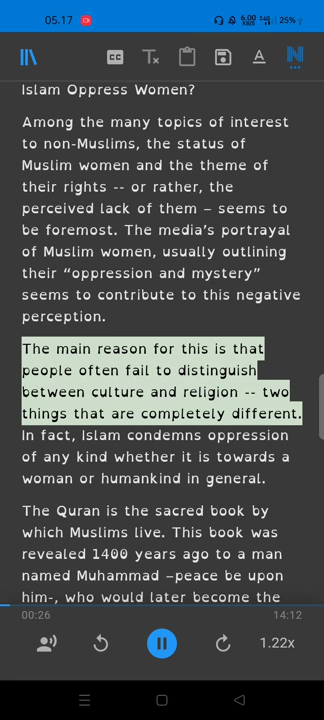 05.17
6.00 KB/S
25%
CC
Islam Oppress Women?
Among the many topics of interest
to non-Muslims, the status of
Muslim women and the theme of
their rights -- or rather, the
perceived lack of them – seems to
be foremost. The media's portrayal
of Muslim women, usually outlining
their “oppression and mystery”
seems to contribute to this negative
perception.
The main reason for this is that
people often fail to distinguish
between culture and religion -- two
things that are completely different.
In fact, Islam condemns oppression
of any kind whether it is towards a
woman or humankind in general.
The Quran is the sacred book by
which Muslims live. This book was
revealed 1400 years ago to a man
named Muhammad –peace be upon
him-, who would later become the
00:26
14:12
1.22x